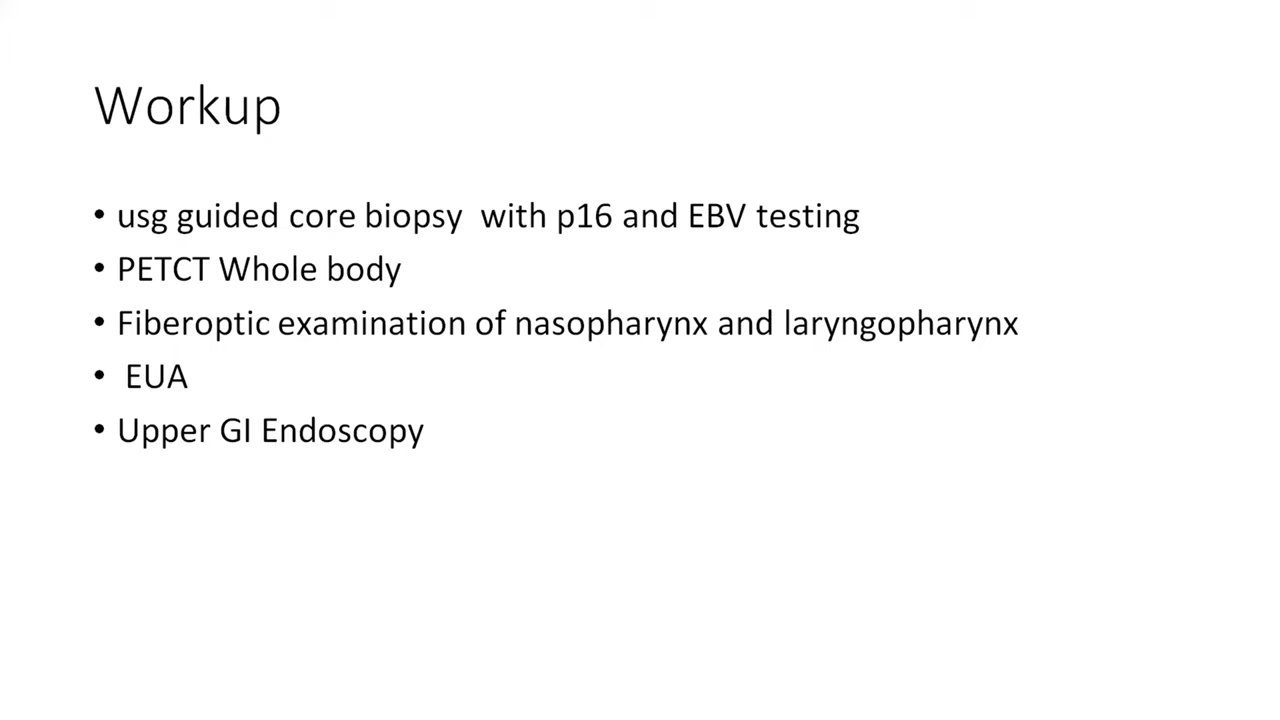 Workup
• usg guided core biopsy  with p16 and EBV testing
• PETCT Whole body
• Fiberoptic examination of nasopharynx and laryngopharynx
• EUA
• Upper GI Endoscopy